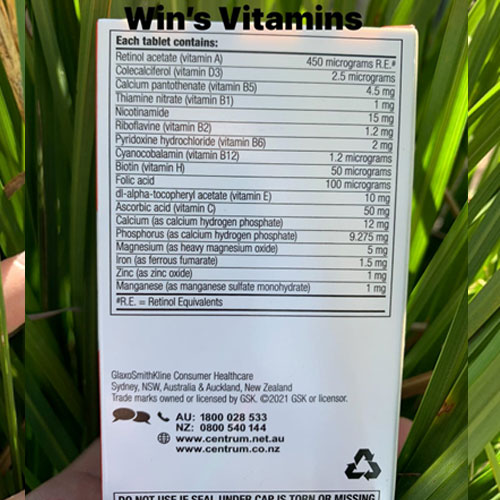 Win's Vitamins
Each tablet contains:
Retinol acetate (vitamin A) 450 micrograms R.E.#
Colecalciferol (vitamin D3) 2.5 micrograms
Calcium pantothenate (vitamin B5) 4.5 mg
Thiamine nitrate (vitamin B1) 1 mg
Nicotinamide 15 mg
Riboflavine (vitamin B2) 1.2 mg
Pyridoxine hydrochloride (vitamin B6) 2 mg
Cyanocobalamin (vitamin B12) 1.2 micrograms
Biotin (vitamin H) 50 micrograms
Folic acid 100 micrograms
dl-alpha-tocopheryl acetate (vitamin E) 10 mg
Ascorbic acid (vitamin C) 50 mg
Calcium (as calcium hydrogen phosphate) 12 mg
Phosphorus (as calcium hydrogen phosphate) 9.275 mg
Magnesium (as heavy magnesium oxide) 5 mg
Iron (as ferrous fumarate) 1.5 mg
Zinc (as zinc oxide) 1 mg
Manganese (as manganese sulfate monohydrate) 1 mg
#R.E. = Retinol Equivalents
GlaxoSmithKline Consumer Healthcare
Sydney, NSW, Australia & Auckland, New Zealand
Trade marks owned or licensed by GSK. ©2021 GSK or licensor.
AU: 1800 028 533
NZ: 0800 540 144
www.centrum.net.au
www.centrum.co.nz
DO NOT USE IF SEAL UNDER CAP IS TORN OR MISSING